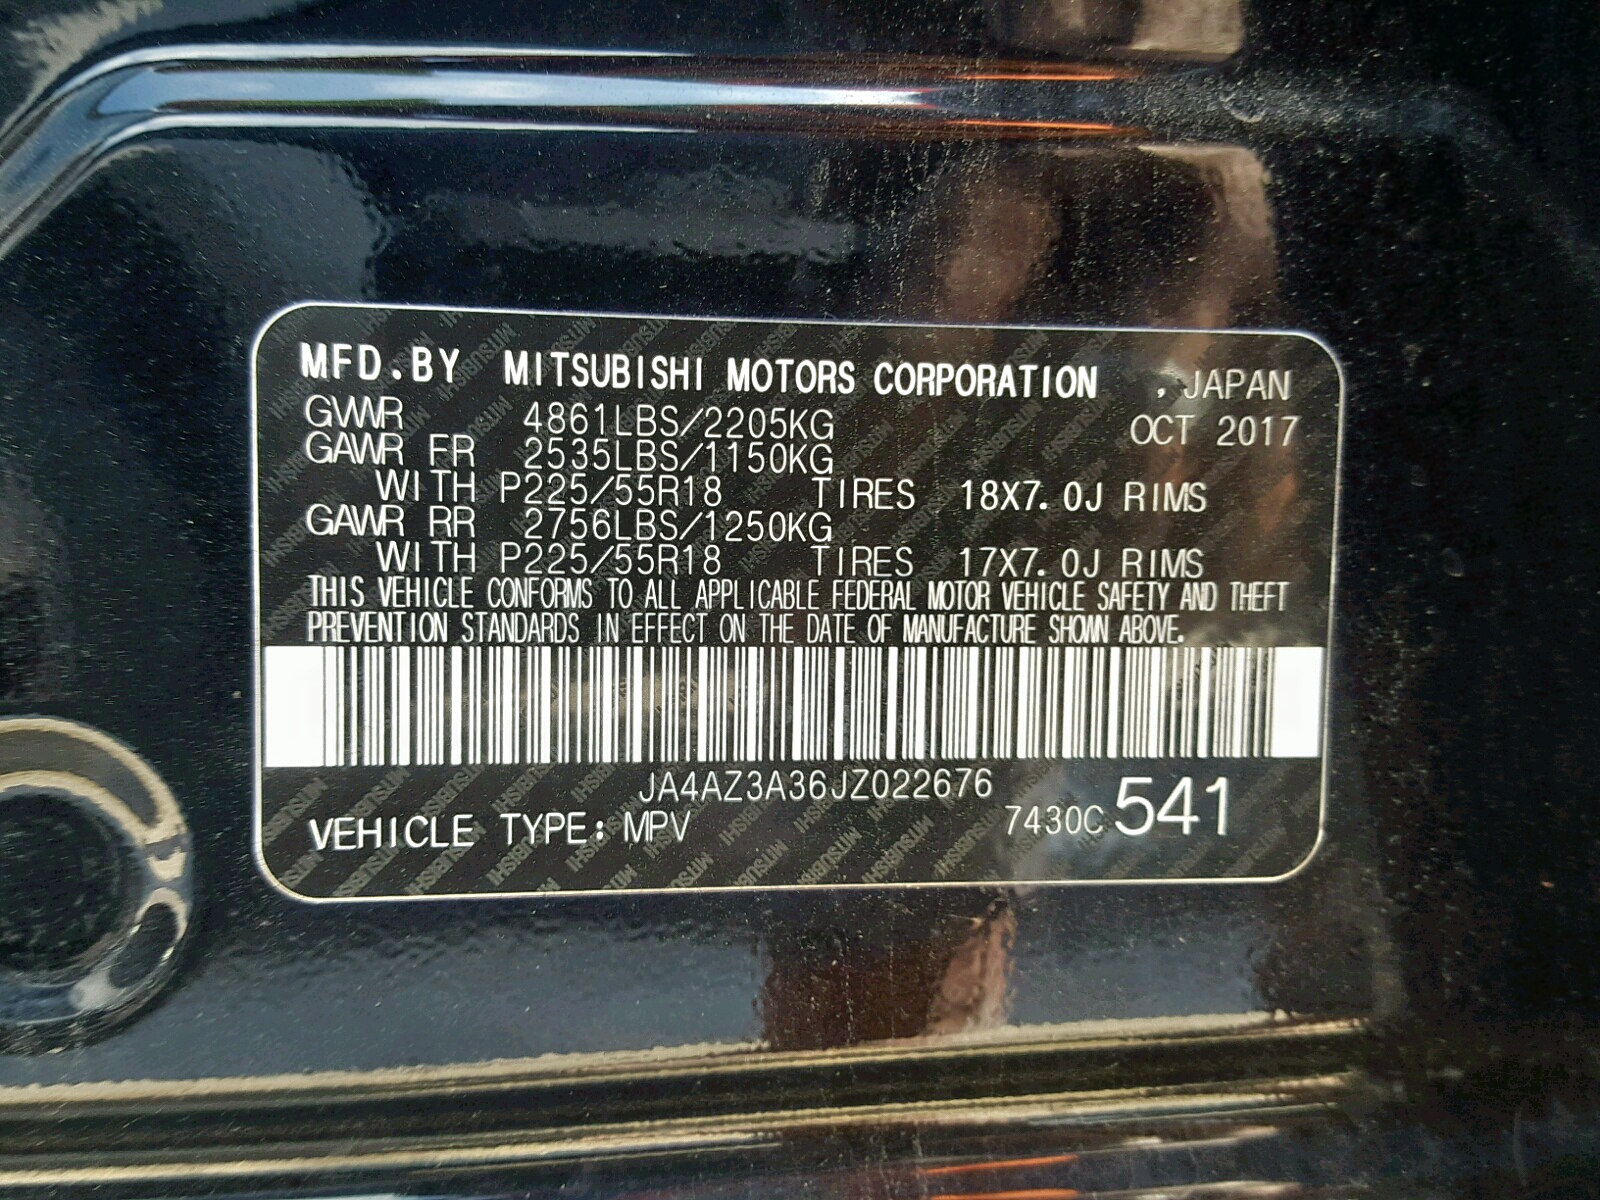 MFD.BY MITSUBISHI MOTORS CORPORATION , JAPAN
GVWR 4861LBS/2205KG OCT 2017
GAWR FR 2535LBS/1150KG
WITH P225/55R18 TIRES 18X7.0J RIMS
GAWR RR 2756LBS/1250KG
WITH P225/55R18 TIRES 17X7.0J RIMS
THIS VEHICLE CONFORMS TO ALL APPLICABLE FEDERAL MOTOR VEHICLE SAFETY AND THEFT
PREVENTION STANDARDS IN EFFECT ON THE DATE OF MANUFACTURE SHOWN ABOVE.
JA4AZ3A36JZ022676
VEHICLE TYPE: MPV 7430C 541